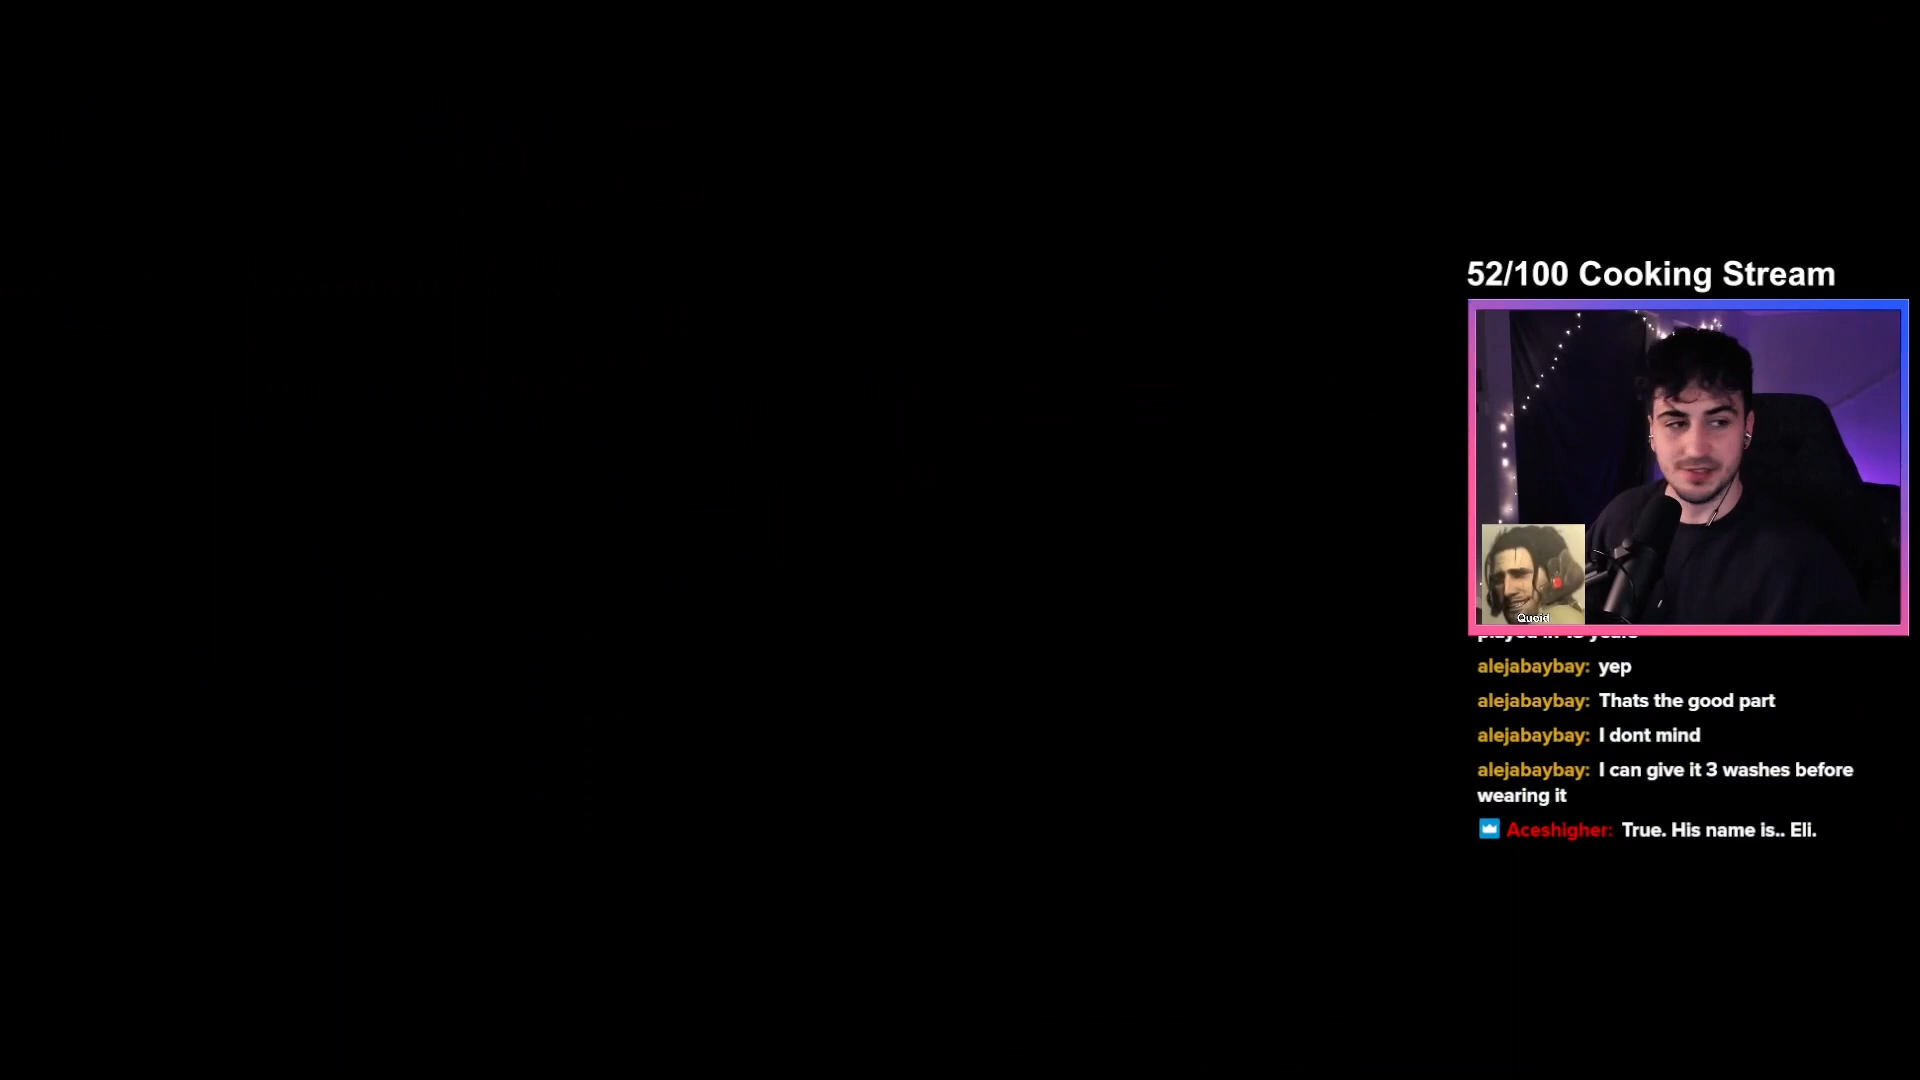 52/100 Cooking Stream
Quoid
alejabaybay: yep
alejabaybay: Thats the good part
alejabaybay: I dont mind
alejabaybay: I can give it 3 washes before
wearing it
Aceshigher: True. His name is.. Eli.